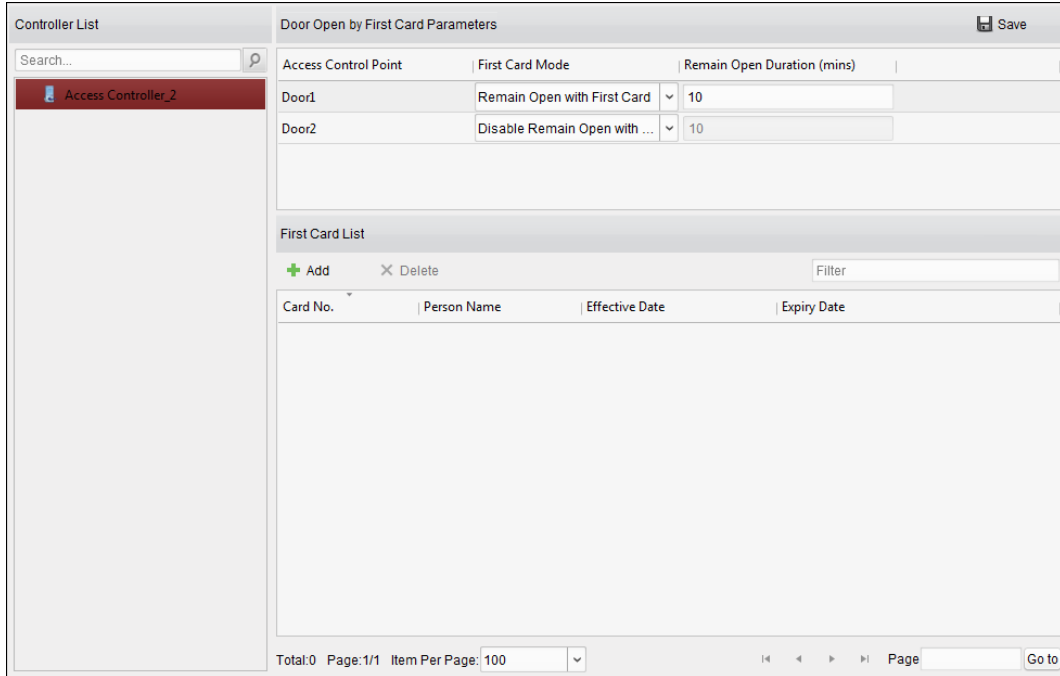 Controller List
Search...
Access Controller_2
Door Open by First Card Parameters
Save
Access Control Point First Card Mode Remain Open Duration (mins)
Door1 Remain Open with First Card 10
Door2 Disable Remain Open with ... 10
First Card List
Add Delete Filter
Card No. Person Name Effective Date Expiry Date
Total:0 Page:1/1 Item Per Page: 100 Page Go to